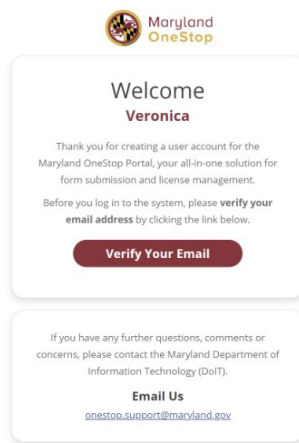 Maryland
OneStop
Welcome
Veronica
Thank you for creating a user account for the
Maryland OneStop Portal, your all-in-one solution for
form submission and license management.
Before you log in to the system, please verify your
email address by clicking the link below.
Verify Your Email
If you have any further questions, comments or
concerns, please contact the Maryland Department of
Information Technology (DoIT).
Email Us
onestop.support@maryland.gov